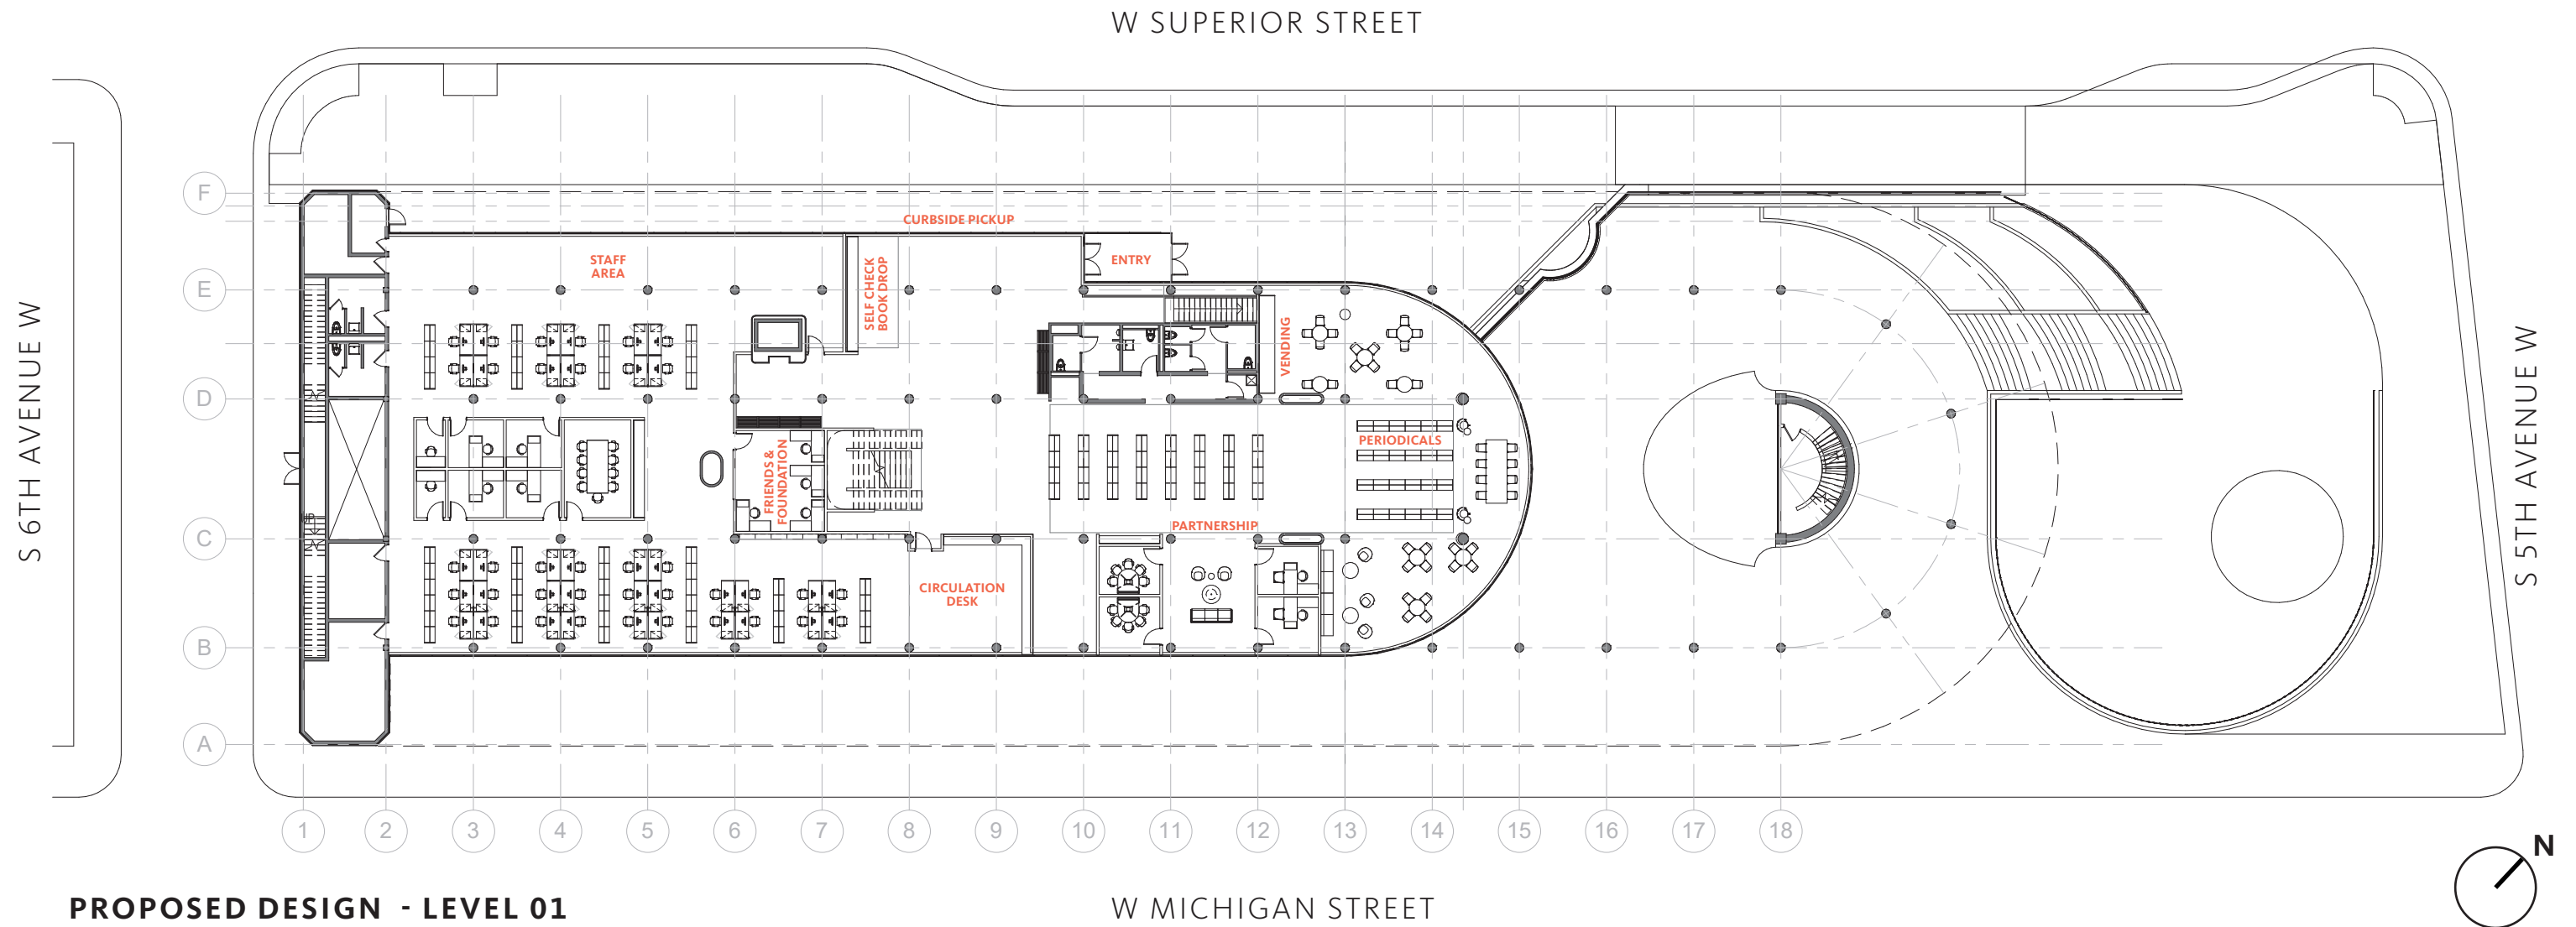 W SUPERIOR STREET
S 6TH AVENUE W
S 5TH AVENUE W
F
E
D
C
B
A
CURBSIDE PICKUP
STAFF
AREA
SELF CHECK
BOOK DROP
ENTRY
VENDING
PERIODICALS
FRIENDS &
FOUNDATION
PARTNERSHIP
CIRCULATION
DESK
1 2 3 4 5 6 7 8 9 10 11 12 13 14 15 16 17 18
N
PROPOSED DESIGN - LEVEL 01
W MICHIGAN STREET